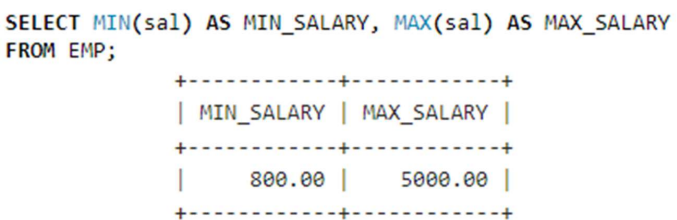 SELECT MIN(sal) AS MIN_SALARY, MAX(sal) AS MAX_SALARY
FROM EMP;
+------------+------------+
| MIN_SALARY | MAX_SALARY |
+------------+------------+
|     800.00 |    5000.00 |
+------------+------------+